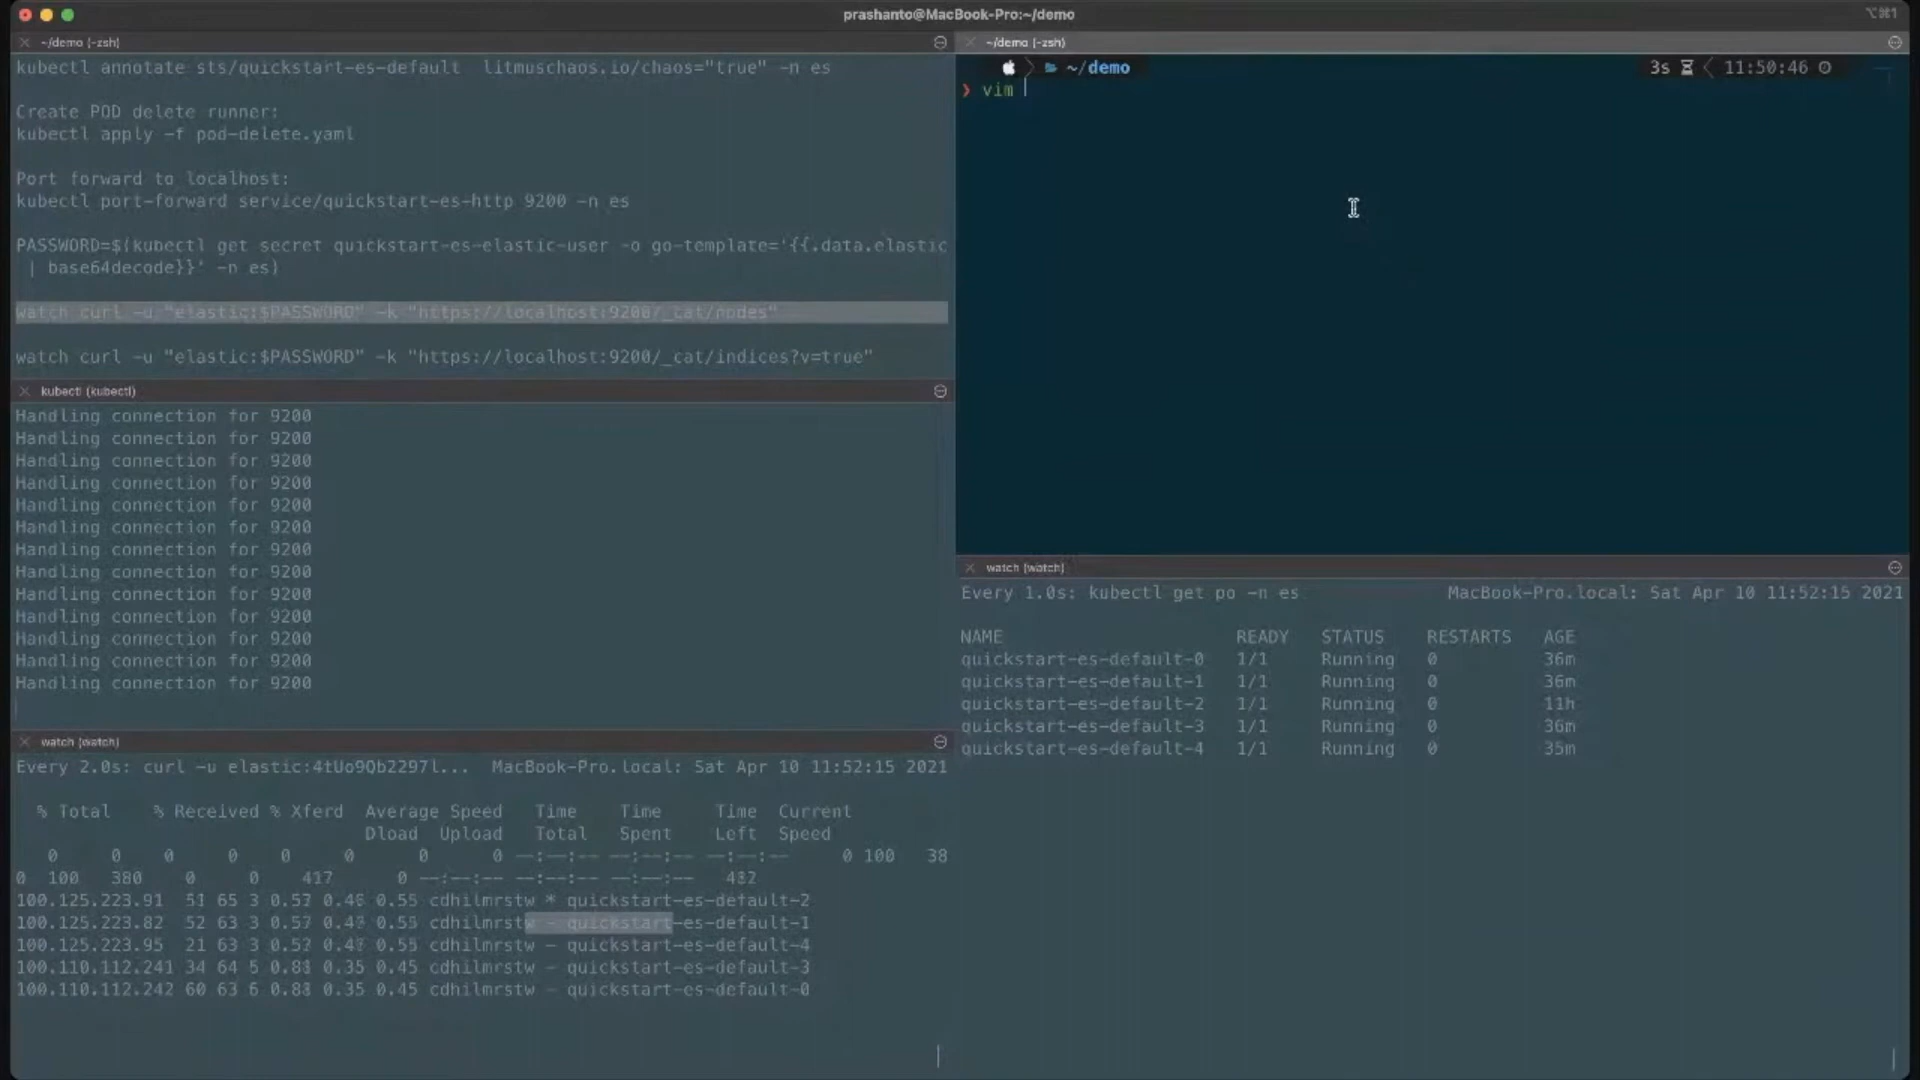 prashanto@MacBook-Pro:~/demo
⌥⌘1
~/demo (-zsh)
kubectl annotate sts/quickstart-es-default  litmuschaos.io/chaos="true" -n es
Create POD delete runner:
kubectl apply -f pod-delete.yaml
Port forward to localhost:
kubectl port-forward service/quickstart-es-http 9200 -n es
PASSWORD=$(kubectl get secret quickstart-es-elastic-user -o go-template='{{.data.elastic
| base64decode}}' -n es)
watch curl -u "elastic:$PASSWORD" -k "https://localhost:9200/_cat/nodes"
watch curl -u "elastic:$PASSWORD" -k "https://localhost:9200/_cat/indices?v=true"
kubectl (kubectl)
Handling connection for 9200
Handling connection for 9200
Handling connection for 9200
Handling connection for 9200
Handling connection for 9200
Handling connection for 9200
Handling connection for 9200
Handling connection for 9200
Handling connection for 9200
Handling connection for 9200
Handling connection for 9200
Handling connection for 9200
Handling connection for 9200
watch (watch)
Every 2.0s: curl -u elastic:4tUo9Qb2297l...  MacBook-Pro.local: Sat Apr 10 11:52:15 2021
% Total    % Received % Xferd  Average Speed   Time    Time     Time  Current
Dload  Upload   Total   Spent    Left  Speed
0     0    0     0    0     0      0      0 --:--:-- --:--:-- --:--:--     0 100   38
0  100   380    0     0    417      0 --:--:-- --:--:-- --:--:--   432
100.125.223.91  51 65 3 0.57 0.46 0.55 cdhilmrstw * quickstart-es-default-2
100.125.223.82  52 63 3 0.57 0.4 0.55 cdhilmrstw - quickstart-es-default-1
100.125.223.95  21 63 3 0.57 0.4 0.55 cdhilmrstw - quickstart-es-default-4
100.110.112.241 34 64 5 0.83 0.35 0.45 cdhilmrstw - quickstart-es-default-3
100.110.112.242 60 63 6 0.83 0.35 0.45 cdhilmrstw - quickstart-es-default-0
~/demo (-zsh)
~/demo 3s 11:50:46
❯ vim
watch (watch)
Every 1.0s: kubectl get po -n es  MacBook-Pro.local: Sat Apr 10 11:52:15 2021
NAME READY STATUS RESTARTS AGE
quickstart-es-default-0 1/1 Running 0 36m
quickstart-es-default-1 1/1 Running 0 36m
quickstart-es-default-2 1/1 Running 0 11h
quickstart-es-default-3 1/1 Running 0 36m
quickstart-es-default-4 1/1 Running 0 35m